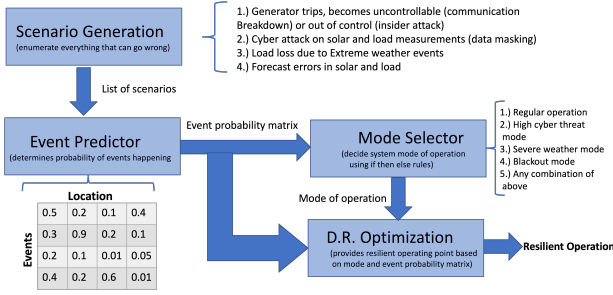 Scenario Generation
(enumerate everything that can go wrong)
1.) Generator trips, becomes uncontrollable (communication
Breakdown) or out of control (insider attack)
2.) Cyber attack on solar and load measurements (data masking)
3.) Load loss due to Extreme weather events
4.) Forecast errors in solar and load
List of scenarios
Event Predictor
(determines probability of events happening
Event probability matrix
Mode Selector
(decide system mode of operation
using if then else rules)
1.) Regular operation
2.) High cyber threat
mode
3.) Severe weather mode
4.) Blackout mode
5.) Any combination of
above
Location
Events
0.5 0.2 0.1 0.4
0.3 0.9 0.2 0.1
0.2 0.1 0.01 0.05
0.4 0.2 0.6 0.01
Mode of operation
D.R. Optimization
(provides resilient operating point based
on mode and event probability matrix)
Resilient Operation